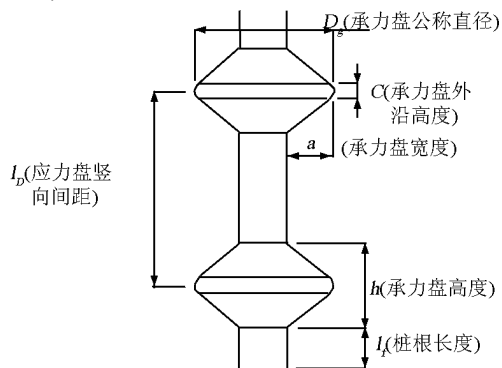 D_g(承力盘公称直径)
C(承力盘外
沿高度)
a (承力盘宽度)
l_D(应力盘竖
向间距)
h(承力盘高度)
l_f(桩根长度)